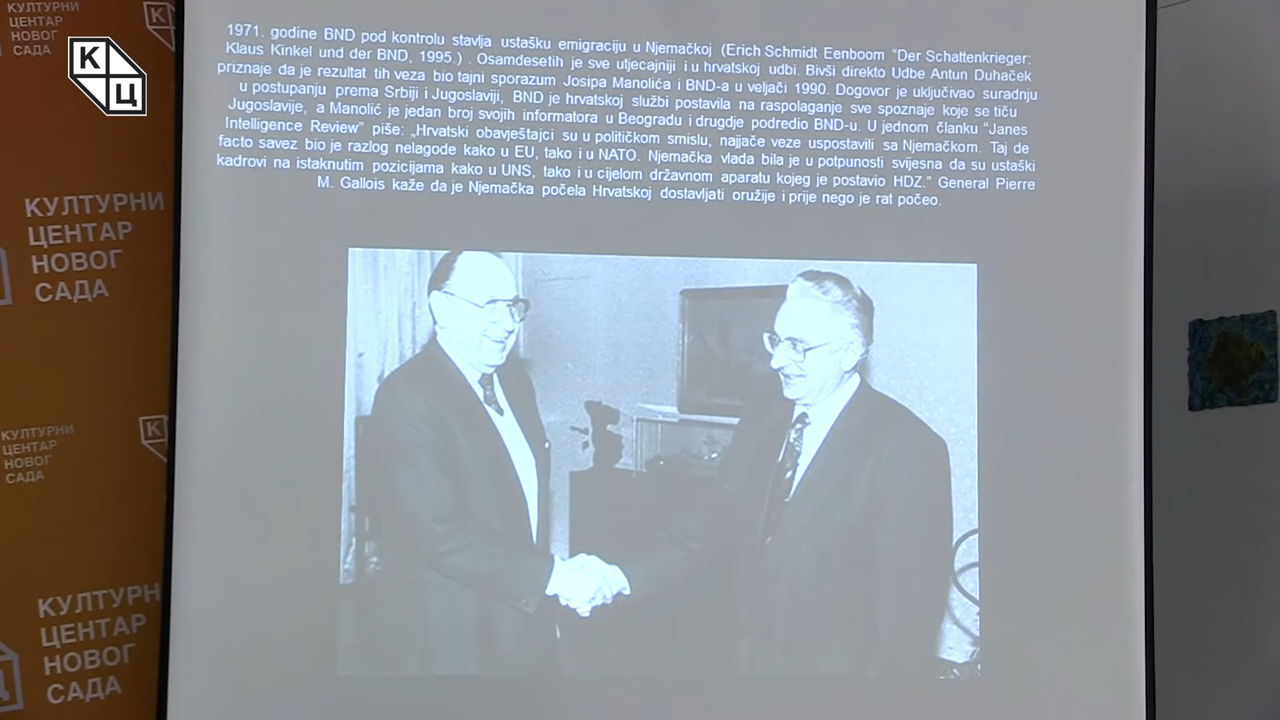 КУЛТУРНИ
ЦЕНТАР
НОВОГ
САДА
К
К
Ц
1971. godine BND pod kontrolu stavlja ustašku emigraciju u Njemačkoj (Erich Schmidt Eenboom “Der Schattenkrieger:
Klaus Kinkel und der BND, 1995.) . Osamdesetih je sve utjecajniji i u hrvatskoj udbi. Bivši direkto Udbe Antun Duhaček
priznaje da je rezultat tih veza bio tajni sporazum Josipa Manolića i BND-a u veljači 1990. Dogovor je uključivao suradnju
u postupanju prema Srbiji i Jugoslaviji, BND je hrvatskoj službi postavila na raspolaganje sve spoznaje koje se tiču
Jugoslavije, a Manolić je jedan broj svojih informatora u Beogradu i drugdje podredio BND-u. U jednom članku “Janes
Intelligence Review” piše: „Hrvatski obavještajci su u političkom smislu, najjače veze uspostavili sa Njemačkom. Taj de
facto savez bio je razlog nelagode kako u EU, tako i u NATO. Njemačka vlada bila je u potpunosti svijesna da su ustaški
kadrovi na istaknutim pozicijama kako u UNS, tako i u cijelom državnom aparatu kojeg je postavio HDZ.” General Pierre
M. Gallois kaže da je Njemačka počela Hrvatskoj dostavljati oružije i prije nego je rat počeo.
КУЛТУРНИ
ЦЕНТАР
НОВОГ
САДА
КУЛТУРНИ
ЦЕНТАР
НОВОГ
САДА
К
КУЛТУРН
ЦЕНТАР
НОВОГ
САДА
Ц